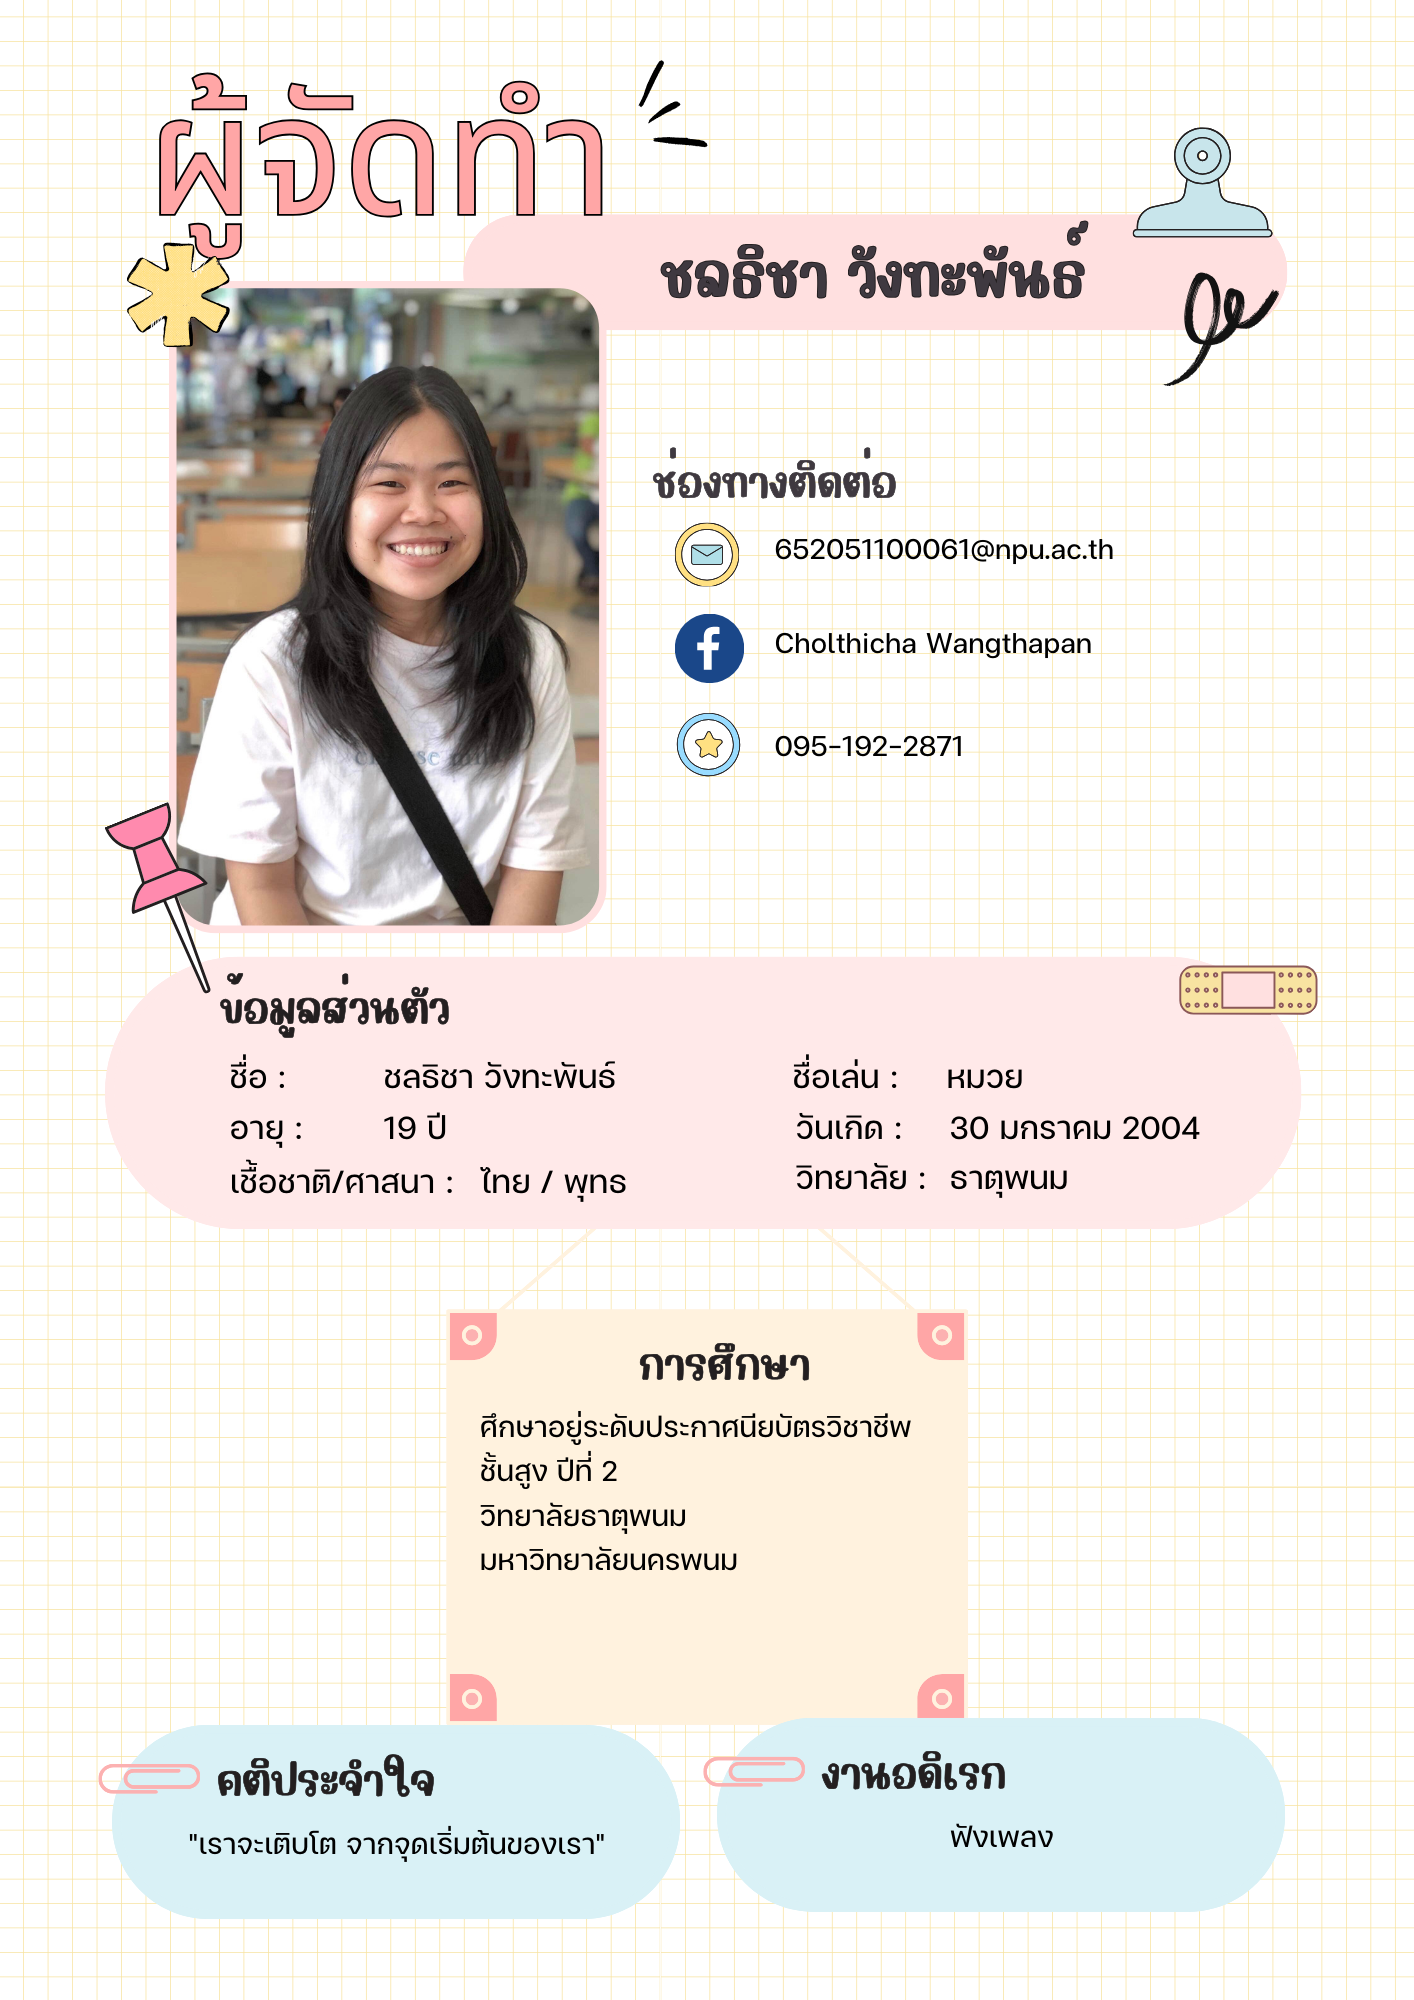 ผู้จัดทำ
ชลธิชา วังทะพันธ์
ช่องทางติดต่อ
652051100061@npu.ac.th
Cholthicha Wangthapan
095-192-2871
ข้อมูลส่วนตัว
ชื่อ : ชลธิชา วังทะพันธ์ ชื่อเล่น : หมวย
อายุ : 19 ปี วันเกิด : 30 มกราคม 2004
เชื้อชาติ/ศาสนา : ไทย / พุทธ วิทยาลัย : ธาตุพนม
การศึกษา
ศึกษาอยู่ระดับประกาศนียบัตรวิชาชีพ
ชั้นสูง ปีที่ 2
วิทยาลัยธาตุพนม
มหาวิทยาลัยนครพนม
คติประจำใจ
"เราจะเติบโต จากจุดเริ่มต้นของเรา"
งานอดิเรก
ฟังเพลง